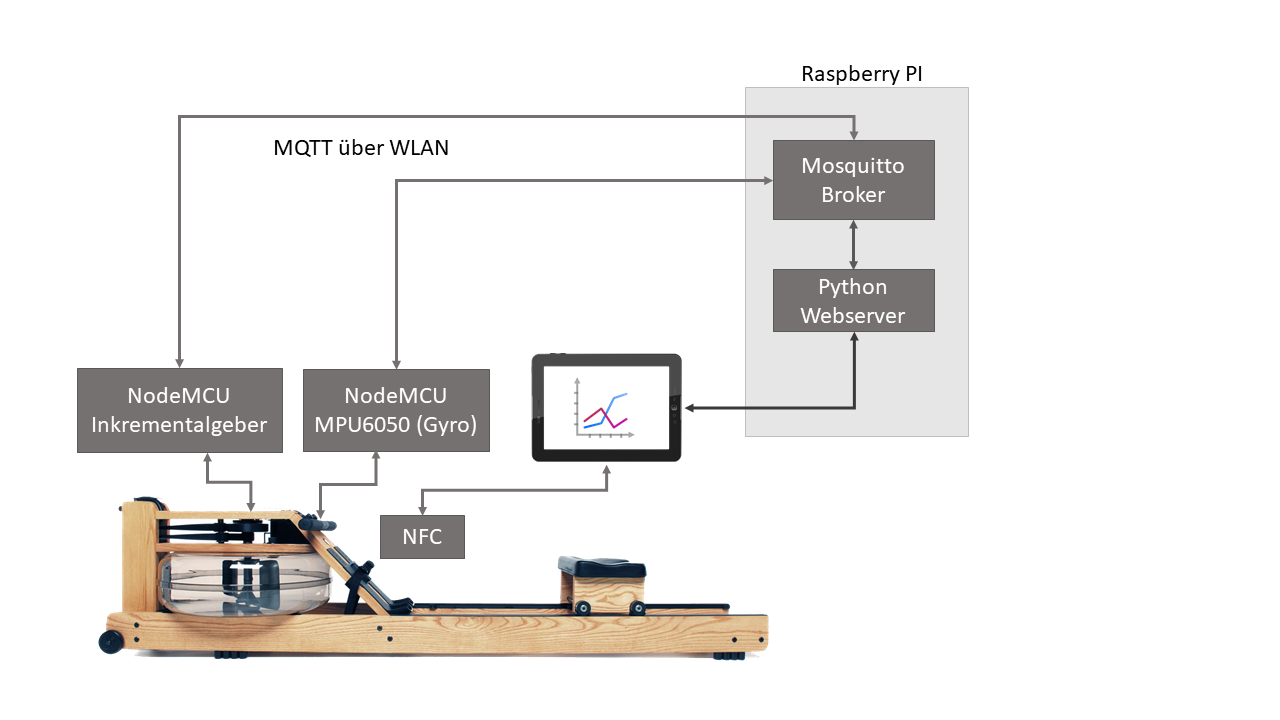 Raspberry PI
MQTT über WLAN
Mosquitto
Broker
Python
Webserver
NodeMCU
Inkrementalgeber
NodeMCU
MPU6050 (Gyro)
NFC